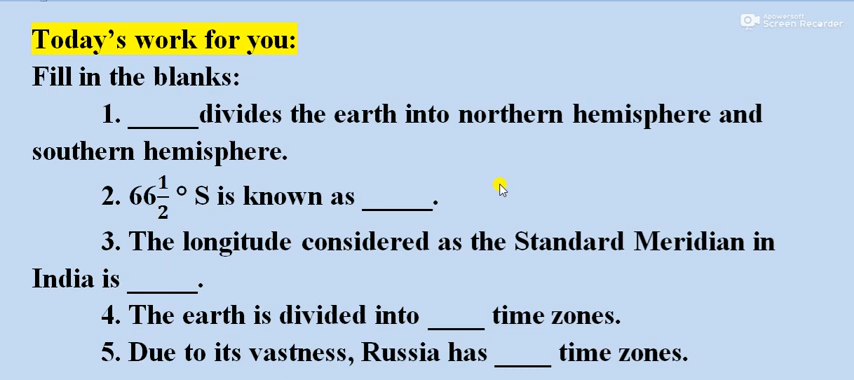 Apowersoft
Screen Recorder
Today's work for you:
Fill in the blanks:
1. _____divides the earth into northern hemisphere and
southern hemisphere.
2. 66½ ° S is known as _____.
3. The longitude considered as the Standard Meridian in
India is _____.
4. The earth is divided into ____ time zones.
5. Due to its vastness, Russia has ____ time zones.